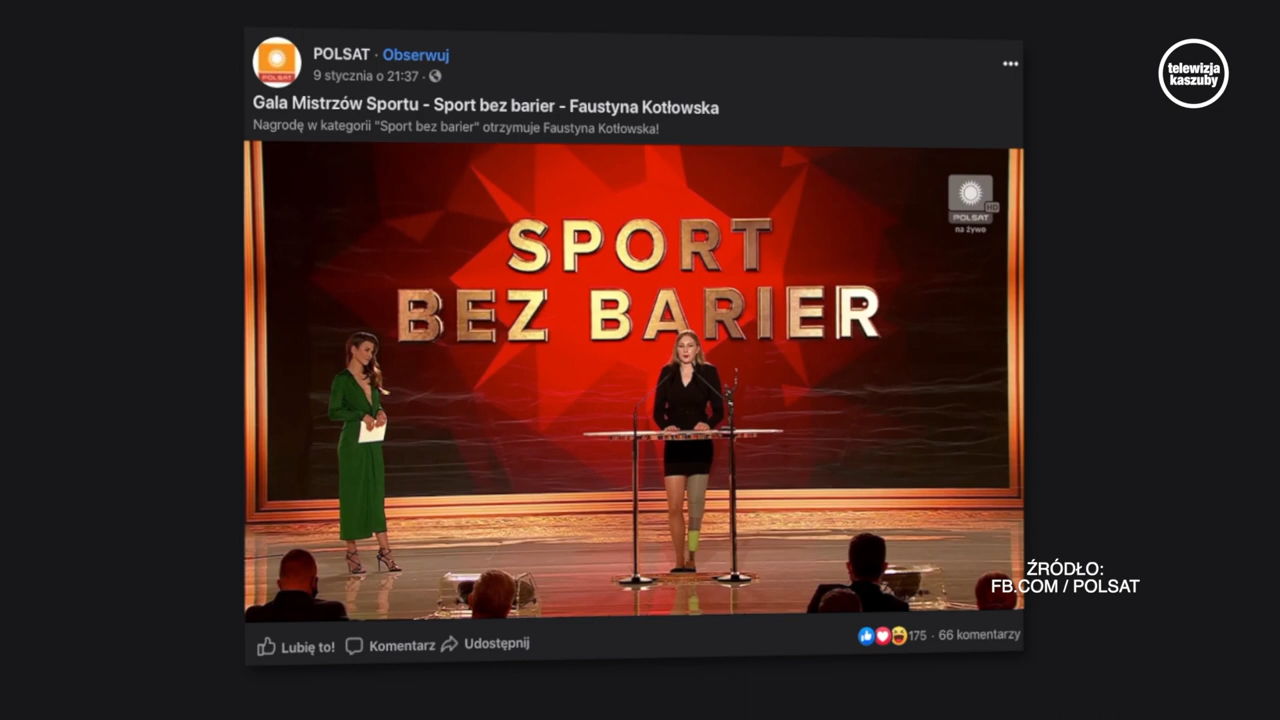 POLSAT · Obserwuj
9 stycznia o 21:37 ·
Gala Mistrzów Sportu - Sport bez barier - Faustyna Kotłowska
Nagrodę w kategorii "Sport bez barier" otrzymuje Faustyna Kotłowska!
telewizja
kaszuby
POLSAT
SPORT
BEZ BARIER
HD
POLSAT
na żywo
ŹRÓDŁO:
FB.COM / POLSAT
Lubię to! Komentarz Udostępnij
175 · 66 komentarzy